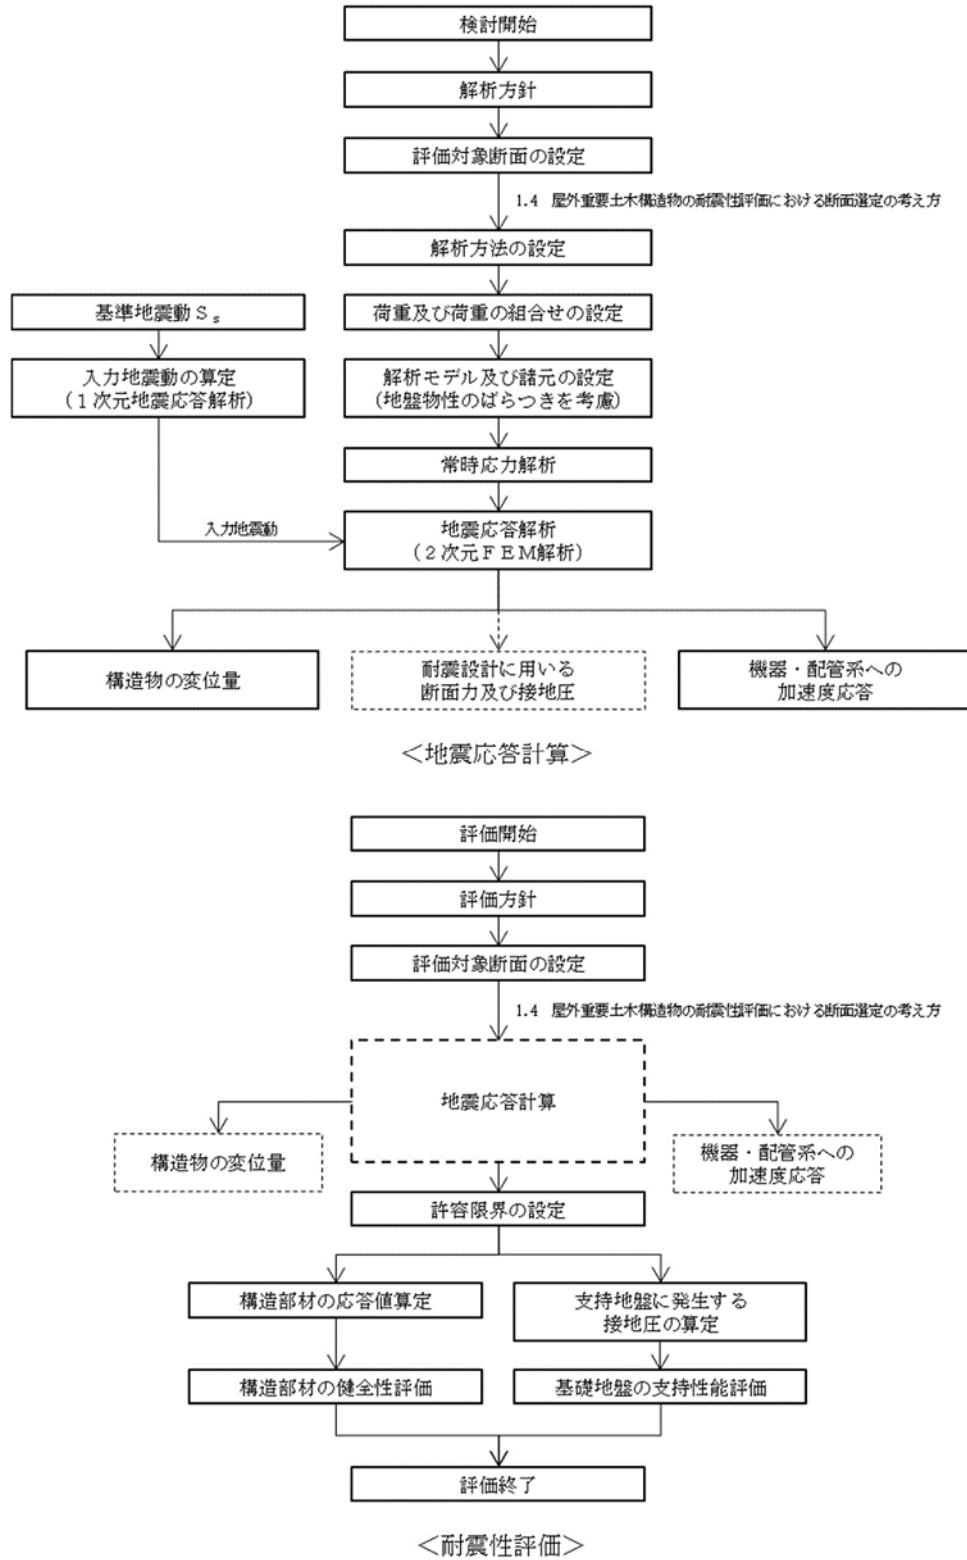 検討開始
解析方針
評価対象断面の設定
1.4 屋外重要土木構造物の耐震性評価における断面選定の考え方
解析方法の設定
基準地震動Ｓｓ
荷重及び荷重の組合せの設定
入力地震動の算定
（１次元地震応答解析）
解析モデル及び諸元の設定
（地盤物性のばらつきを考慮）
常時応力解析
入力地震動
地震応答解析
（２次元ＦＥＭ解析）
構造物の変位量
耐震設計に用いる
断面力及び接地圧
機器・配管系への
加速度応答
＜地震応答計算＞
評価開始
評価方針
評価対象断面の設定
1.4 屋外重要土木構造物の耐震性評価における断面選定の考え方
地震応答計算
構造物の変位量
機器・配管系への
加速度応答
許容限界の設定
構造部材の応答値算定
支持地盤に発生する
接地圧の算定
構造部材の健全性評価
基礎地盤の支持性能評価
評価終了
＜耐震性評価＞